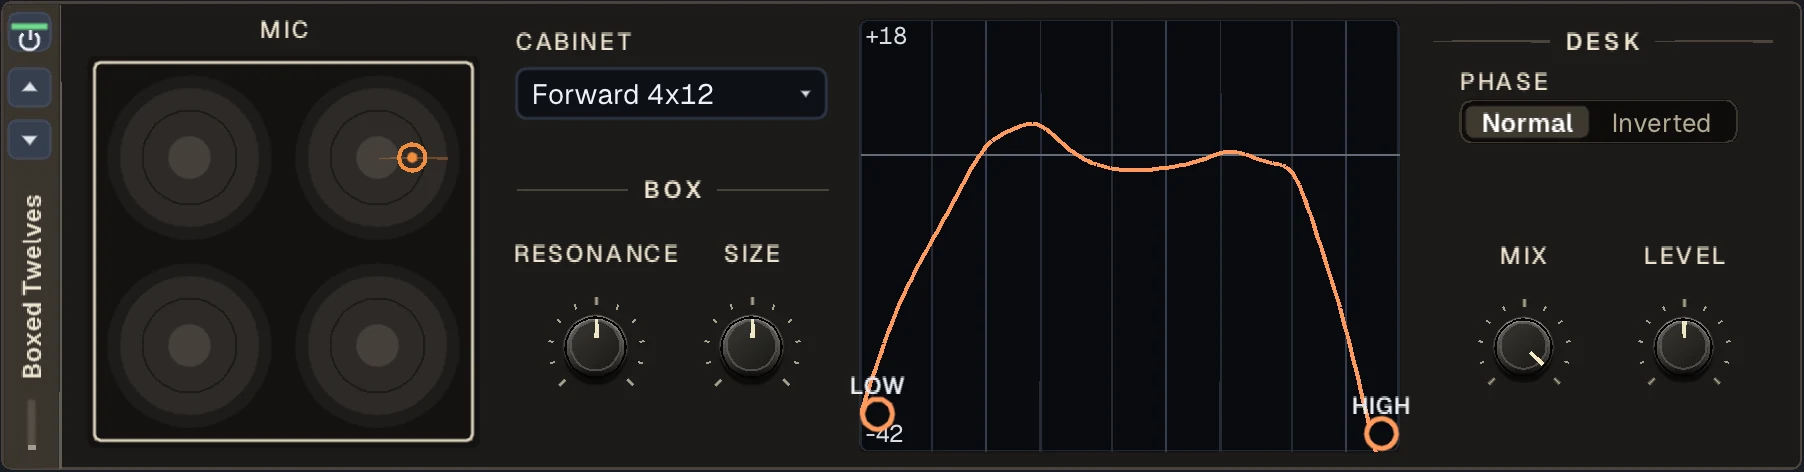 Boxed Twelves
MIC
CABINET
Forward 4x12
BOX
RESONANCE
SIZE
+18
LOW
-42
HIGH
DESK
PHASE
Normal
Inverted
MIX
LEVEL